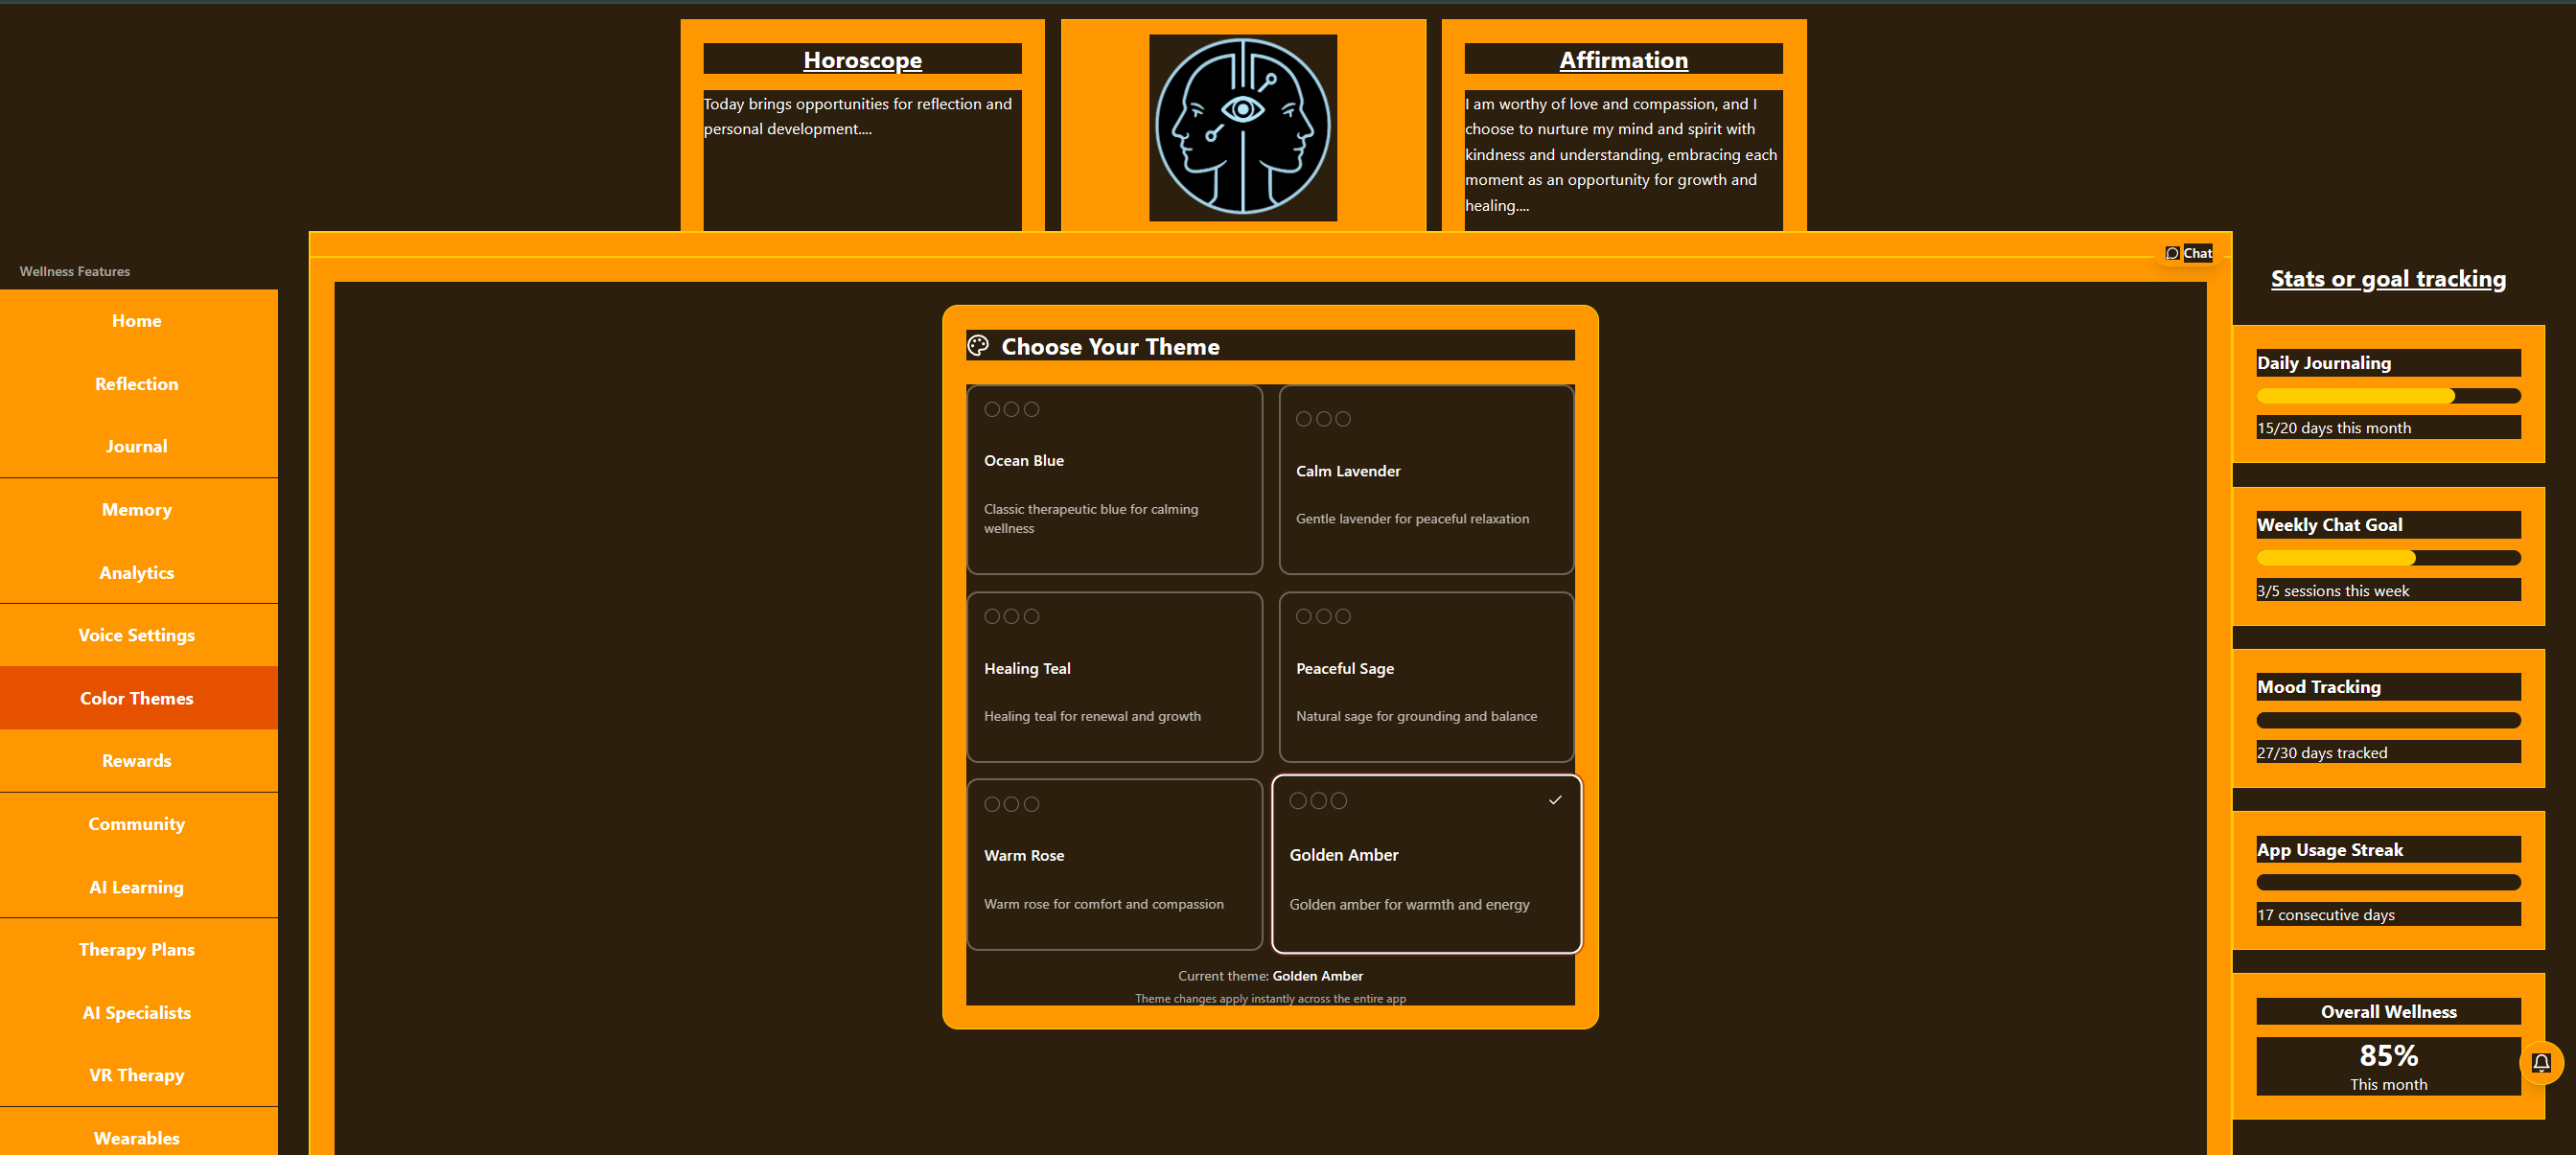 Horoscope
Today brings opportunities for reflection and
personal development....
Affirmation
I am worthy of love and compassion, and I
choose to nurture my mind and spirit with
kindness and understanding, embracing each
moment as an opportunity for growth and
healing....
Chat
Wellness Features
Home
Reflection
Journal
Memory
Analytics
Voice Settings
Color Themes
Rewards
Community
AI Learning
Therapy Plans
AI Specialists
VR Therapy
Wearables
Choose Your Theme
Ocean Blue
Classic therapeutic blue for calming
wellness
Calm Lavender
Gentle lavender for peaceful relaxation
Healing Teal
Healing teal for renewal and growth
Peaceful Sage
Natural sage for grounding and balance
Warm Rose
Warm rose for comfort and compassion
Golden Amber
Golden amber for warmth and energy
Current theme: Golden Amber
Theme changes apply instantly across the entire app
Stats or goal tracking
Daily Journaling
15/20 days this month
Weekly Chat Goal
3/5 sessions this week
Mood Tracking
27/30 days tracked
App Usage Streak
17 consecutive days
Overall Wellness
85%
This month